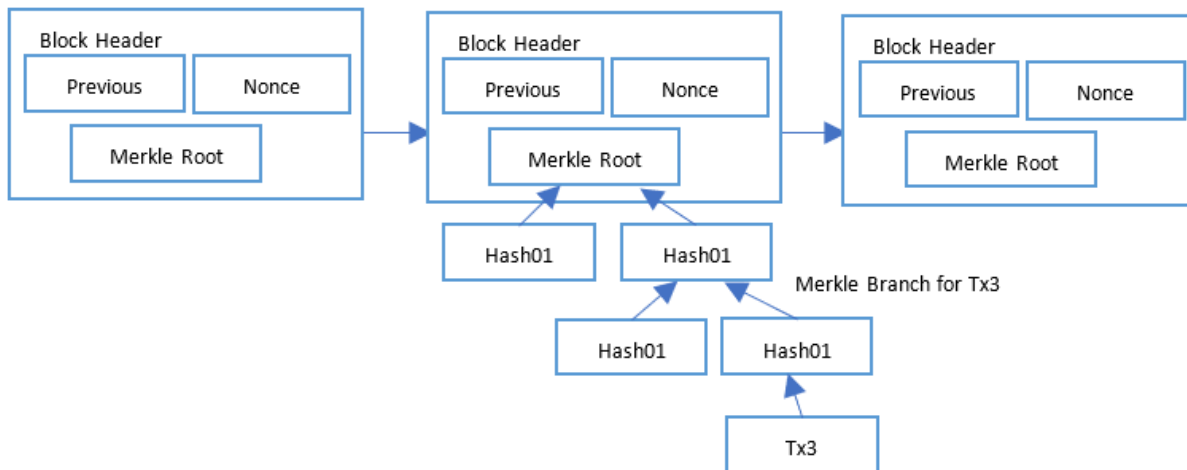 Block Header
Previous
Nonce
Merkle Root
Block Header
Previous
Nonce
Merkle Root
Block Header
Previous
Nonce
Merkle Root
Hash01
Hash01
Merkle Branch for Tx3
Hash01
Hash01
Tx3